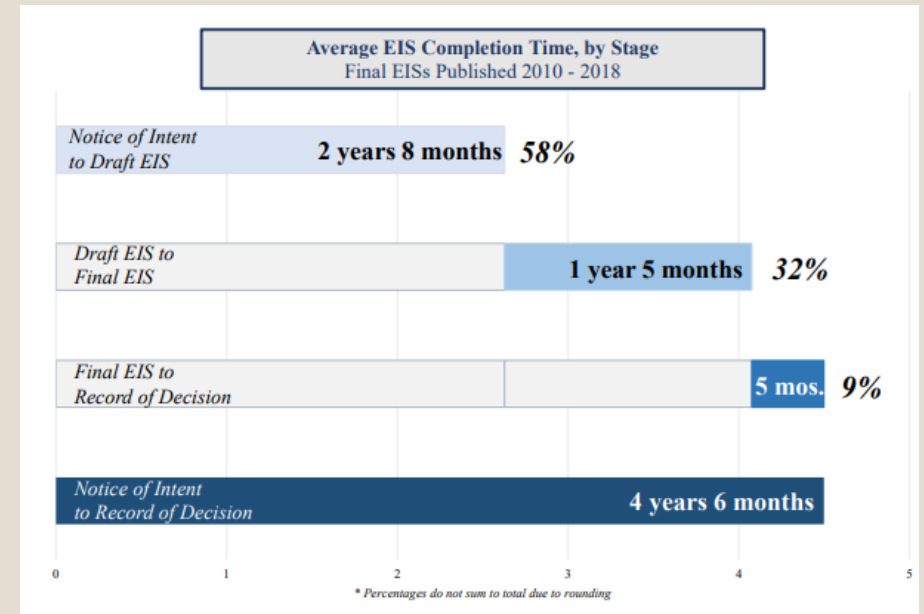 Average EIS Completion Time, by Stage
Final EISs Published 2010 - 2018
Notice of Intent
to Draft EIS
2 years 8 months 58%
Draft EIS to
Final EIS
1 year 5 months 32%
Final EIS to
Record of Decision
5 mos. 9%
Notice of Intent
to Record of Decision
4 years 6 months
0 1 2 3 4 5
* Percentages do not sum to total due to rounding